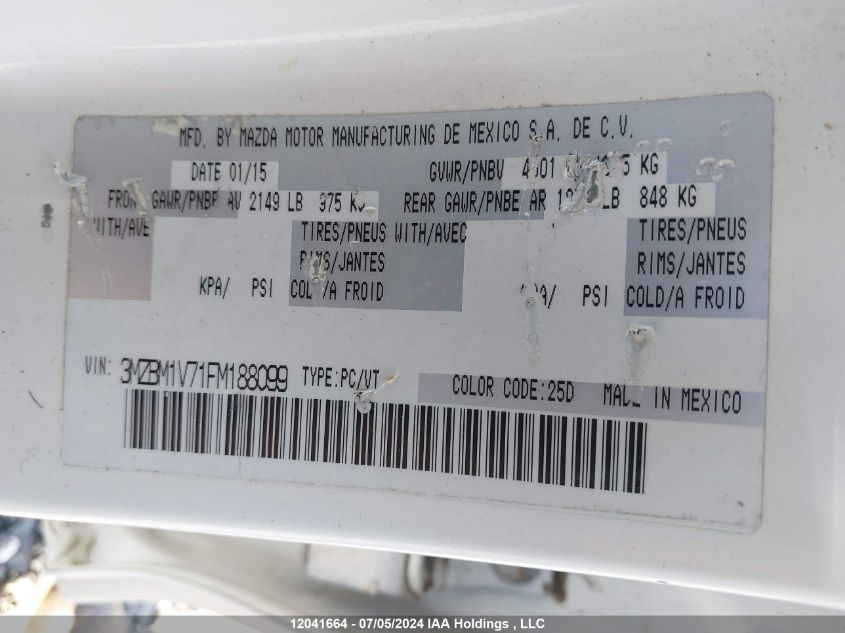 MFD. BY MAZDA MOTOR MANUFACTURING DE MEXICO S.A. DE C.V.
DATE 01/15 GVWR/PNBV KG
FRONT GAWR/PNBE AV 2149 LB 975 KG REAR GAWR/PNBE AR LB 848 KG
WITH/AVEC TIRES/PNEUS WITH/AVEC TIRES/PNEUS
RIMS/JANTES RIMS/JANTES
KPA/ PSI COLD/A FROID KPA/ PSI COLD/A FROID
VIN: 3MZBM1V71FM188099 TYPE:PC/VT COLOR CODE:25D MADE IN MEXICO
12041664 - 07/05/2024 IAA Holdings , LLC